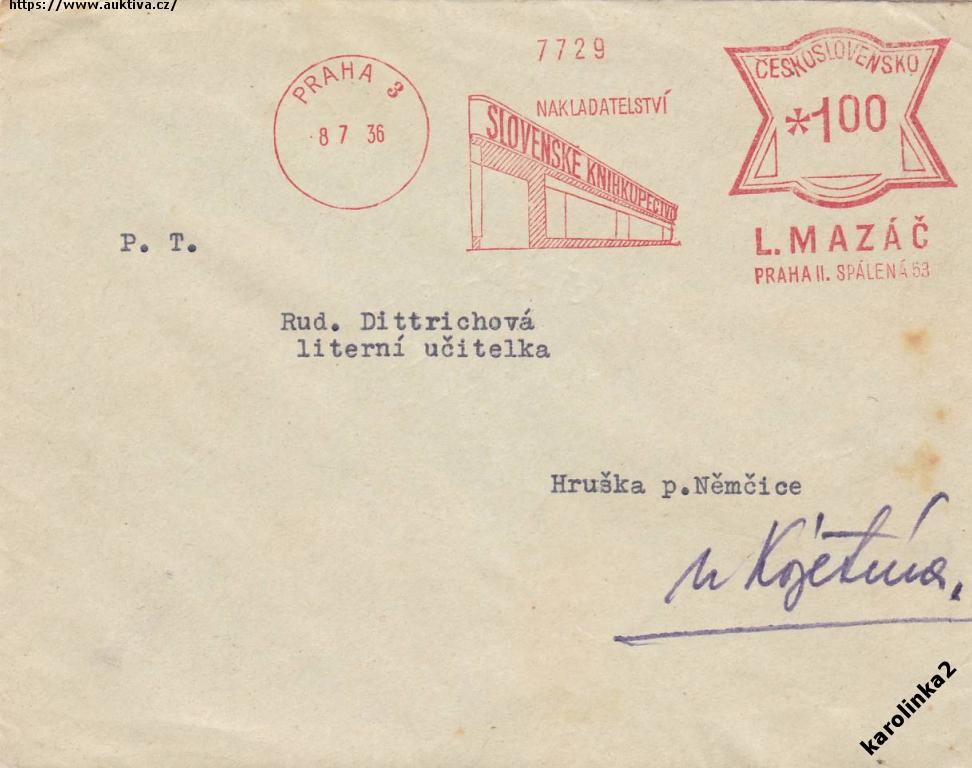 https://www.auktiva.cz/
7729
PRAHA 3
8 7 36
NAKLADATELSTVÍ
SLOVENSKÉ KNIHKUPECTVO
ČESKOSLOVENSKO
*100
L. MAZÁČ
PRAHA II. SPÁLENÁ 53
P. T.
Rud. Dittrichová
literní učitelka
Hruška p.Němčice
u Kojetína,
karolinka2